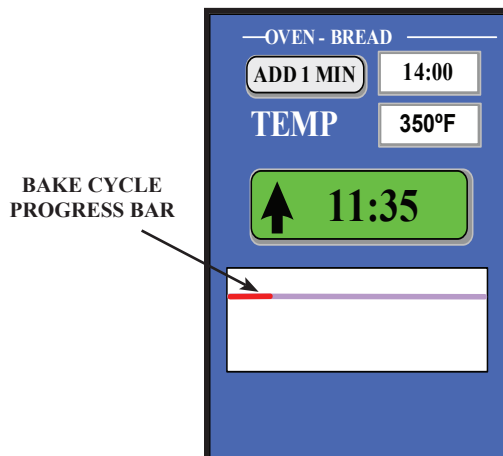 OVEN - BREAD
ADD 1 MIN
14:00
TEMP
350ºF
11:35
BAKE CYCLE
PROGRESS BAR